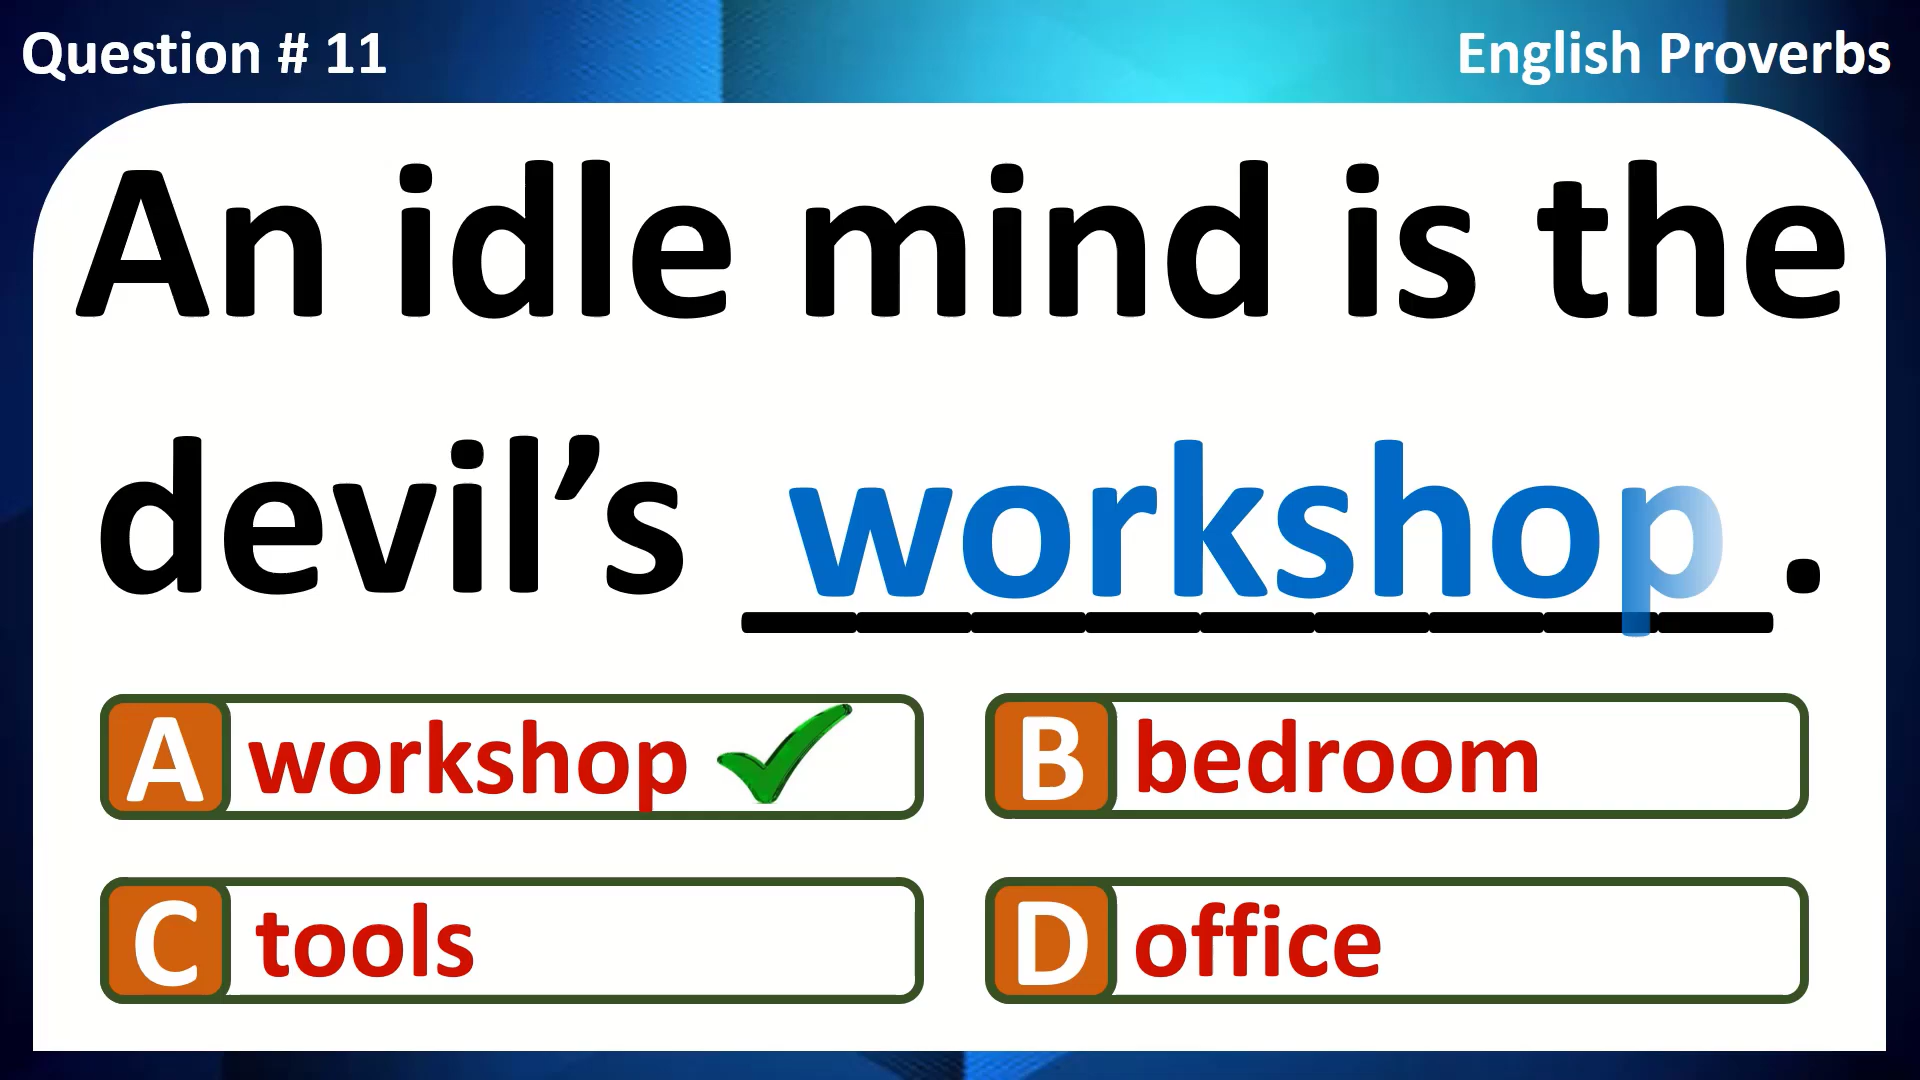 Question # 11
English Proverbs
An idle mind is the
devil’s workshop.
A workshop
B bedroom
C tools
D office